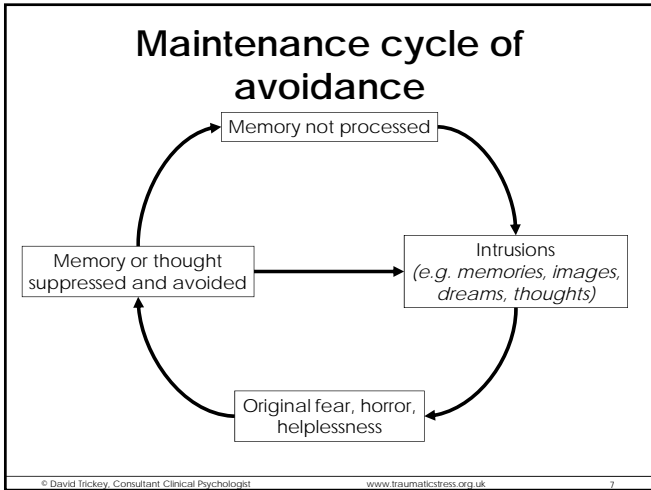 Maintenance cycle of
avoidance
Memory not processed
Memory or thought
suppressed and avoided
Intrusions
(e.g. memories, images,
dreams, thoughts)
Original fear, horror,
helplessness
© David Trickey, Consultant Clinical Psychologist www.traumaticstress.org.uk 7